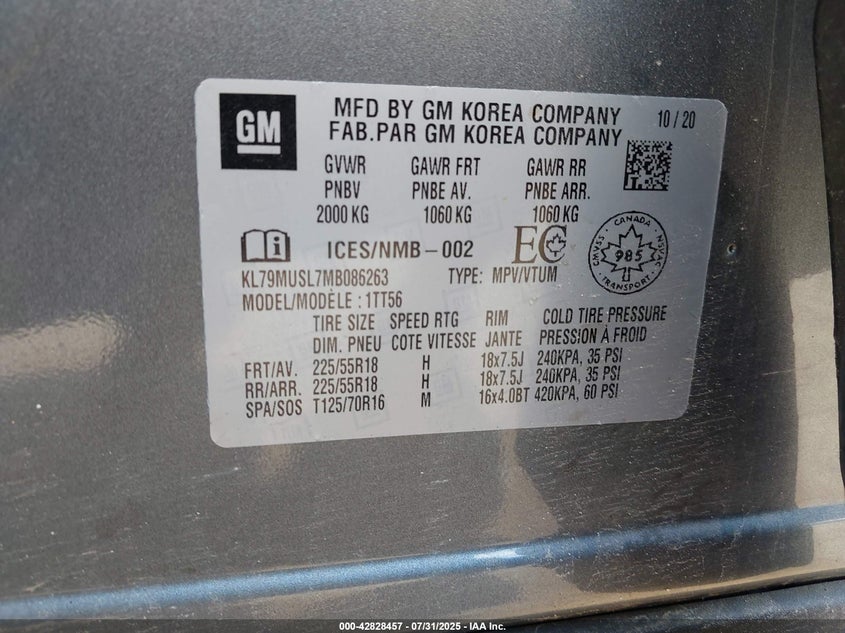 GM
MFD BY GM KOREA COMPANY 10 / 20
FAB.PAR GM KOREA COMPANY
GVWR GAWR FRT GAWR RR
PNBV PNBE AV. PNBE ARR.
2000 KG 1060 KG 1060 KG
ICES/NMB-002 EC
CANADA
CMVSS 985 NSVAC
TRANSPORT
KL79MUSL7MB086263 TYPE: MPV/VTUM
MODEL/MODÈLE : 1TT56
TIRE SIZE SPEED RTG RIM COLD TIRE PRESSURE
DIM. PNEU COTE VITESSE JANTE PRESSION À FROID
FRT/AV. 225/55R18 H 18x7.5J 240KPA, 35 PSI
RR/ARR. 225/55R18 H 18x7.5J 240KPA, 35 PSI
SPA/SOS T125/70R16 M 16x4.0BT 420KPA, 60 PSI
000-42828457 - 07/31/2025 - IAA Inc.